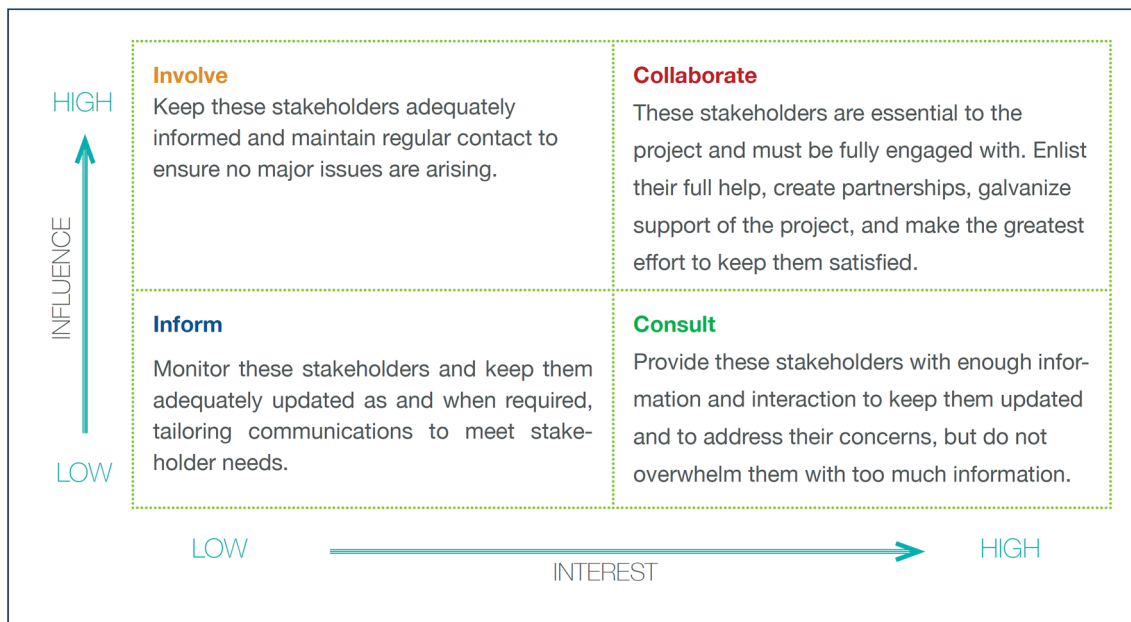 HIGH
INFLUENCE
LOW
Involve
Keep these stakeholders adequately
informed and maintain regular contact to
ensure no major issues are arising.
Collaborate
These stakeholders are essential to the
project and must be fully engaged with. Enlist
their full help, create partnerships, galvanize
support of the project, and make the greatest
effort to keep them satisfied.
Inform
Monitor these stakeholders and keep them
adequately updated as and when required,
tailoring communications to meet stake-
holder needs.
Consult
Provide these stakeholders with enough infor-
mation and interaction to keep them updated
and to address their concerns, but do not
overwhelm them with too much information.
LOW
INTEREST
HIGH